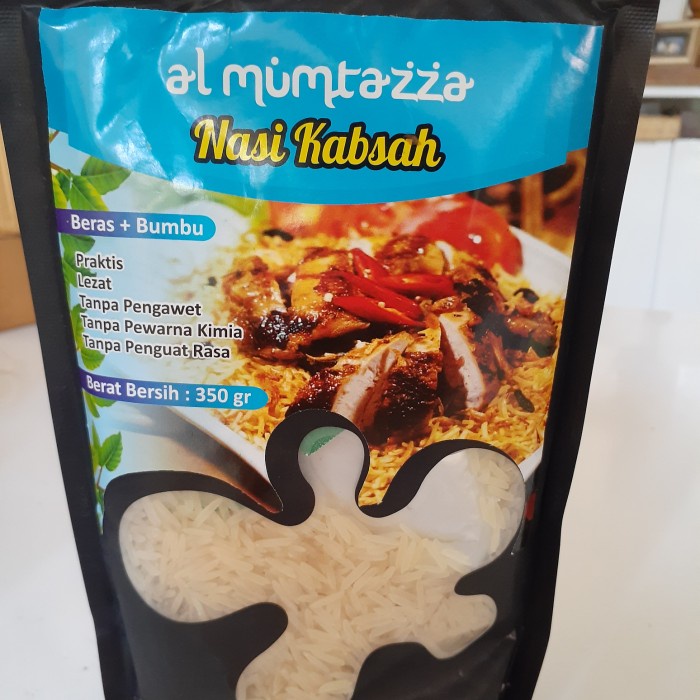 al mumtazza
Nasi Kabsah
Beras + Bumbu
Praktis
Lezat
Tanpa Pengawet
Tanpa Pewarna Kimia
Tanpa Penguat Rasa
Berat Bersih : 350 gr